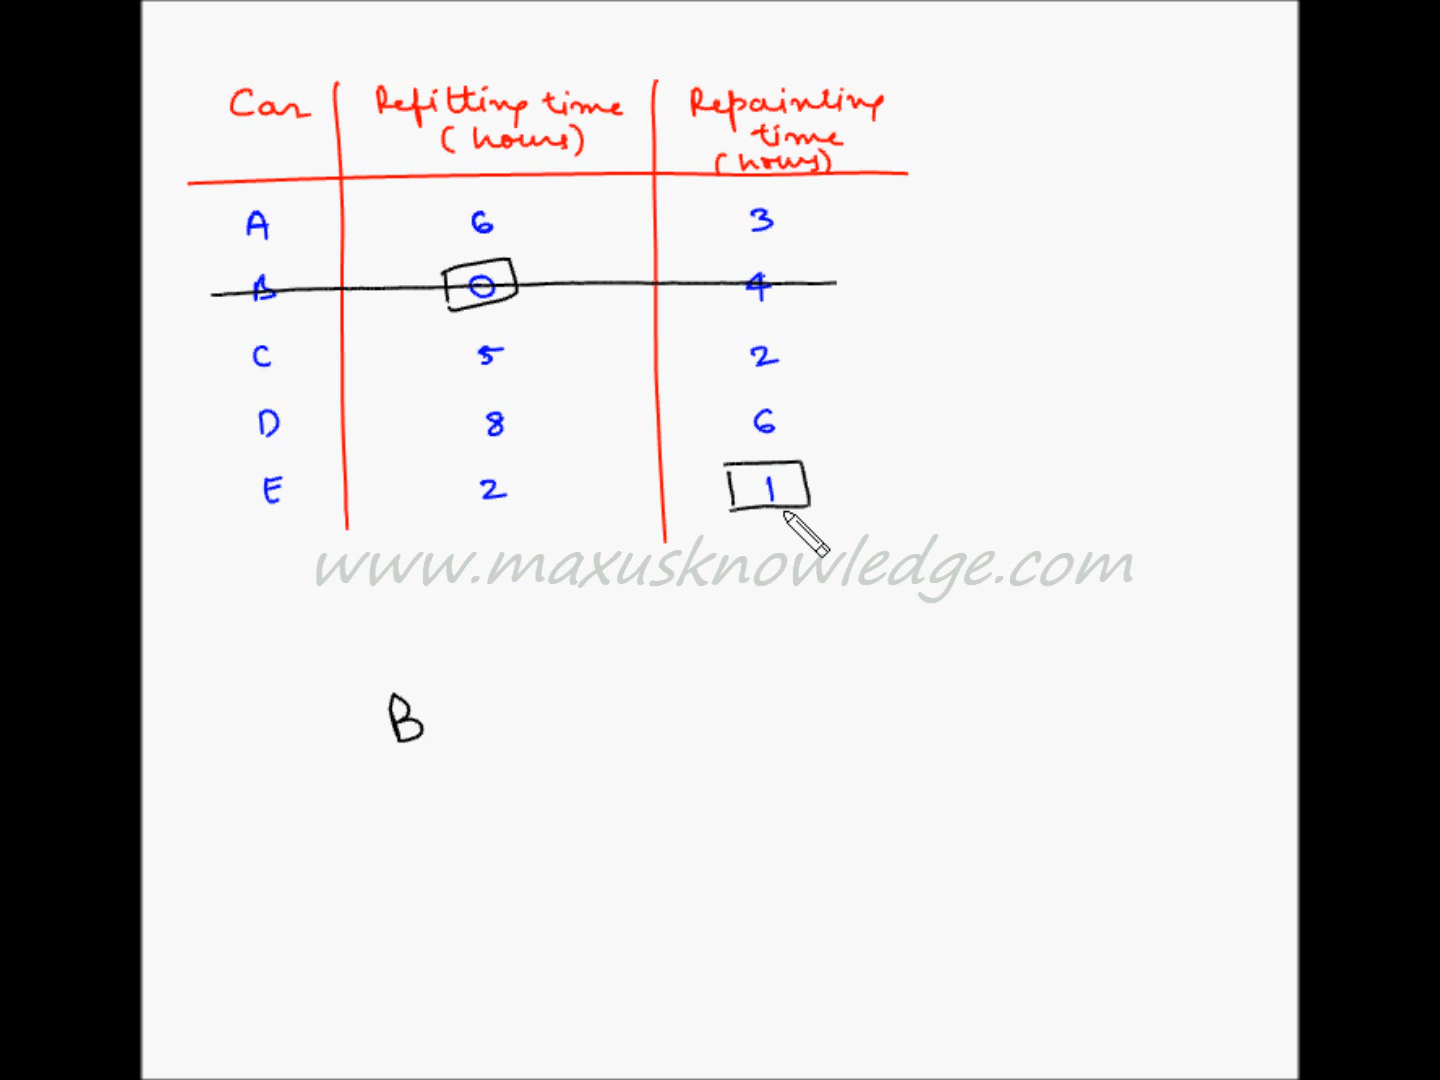 Car Refitting time (hours) Repainting time (hours)
A 6 3
B 0 4
C 5 2
D 8 6
E 2 1
www.maxusknowledge.com
B